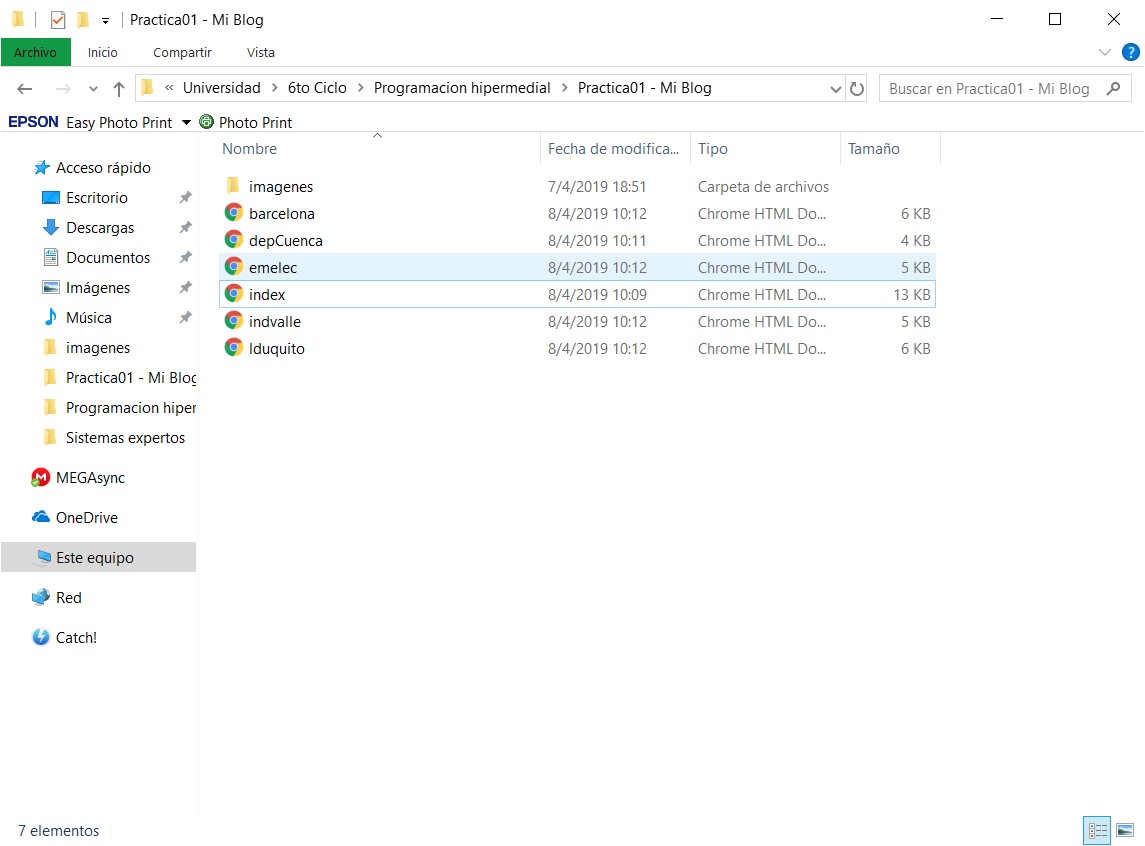 Practica01 - Mi Blog
Archivo Inicio Compartir Vista
« Universidad > 6to Ciclo > Programacion hipermedial > Practica01 - Mi Blog Buscar en Practica01 - Mi Blog
EPSON Easy Photo Print Photo Print
Nombre Fecha de modifica... Tipo Tamaño
Acceso rápido
Escritorio
Descargas
Documentos
Imágenes
Música
imagenes
Practica01 - Mi Blog
Programacion hiper
Sistemas expertos
MEGAsync
OneDrive
Este equipo
Red
Catch!
imagenes 7/4/2019 18:51 Carpeta de archivos
barcelona 8/4/2019 10:12 Chrome HTML Do... 6 KB
depCuenca 8/4/2019 10:11 Chrome HTML Do... 4 KB
emelec 8/4/2019 10:12 Chrome HTML Do... 5 KB
index 8/4/2019 10:09 Chrome HTML Do... 13 KB
indvalle 8/4/2019 10:12 Chrome HTML Do... 5 KB
lduquito 8/4/2019 10:12 Chrome HTML Do... 6 KB
7 elementos